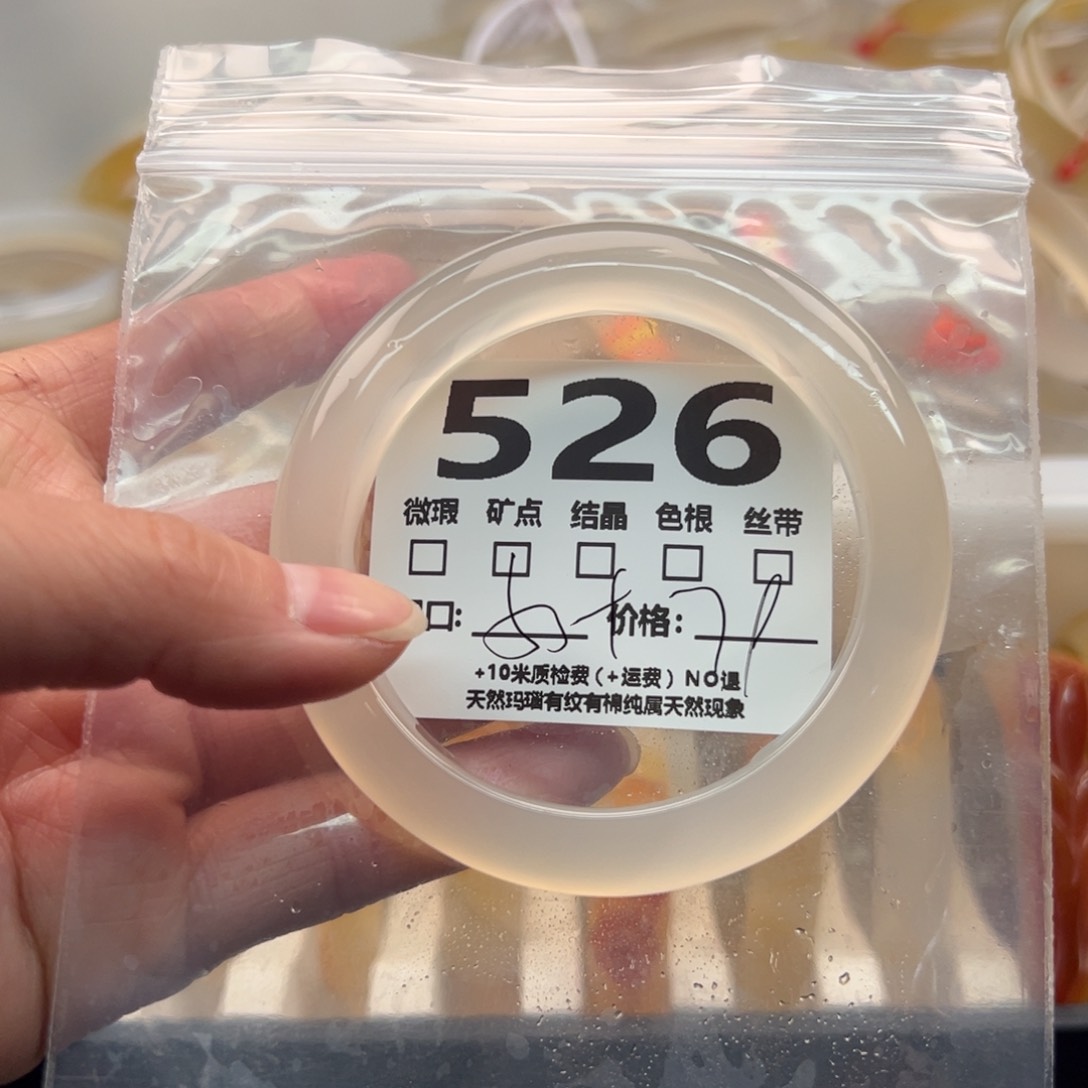 526
微瑕 矿点 结晶 色根 丝带
口: 价格:
+10米质检费(+运费) NO退
天然玛瑙有纹有棉纯属天然现象